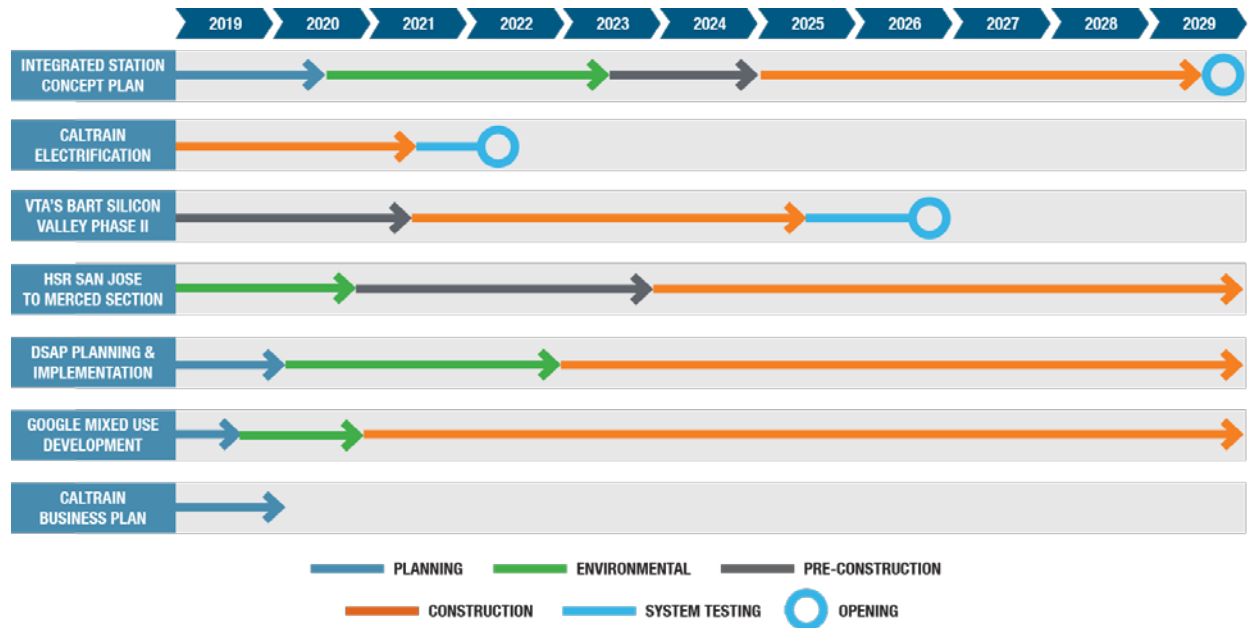 2019 2020 2021 2022 2023 2024 2025 2026 2027 2028 2029
INTEGRATED STATION
CONCEPT PLAN
CALTRAIN
ELECTRIFICATION
VTA'S BART SILICON
VALLEY PHASE II
HSR SAN JOSE
TO MERCED SECTION
DSAP PLANNING &
IMPLEMENTATION
GOOGLE MIXED USE
DEVELOPMENT
CALTRAIN
BUSINESS PLAN
PLANNING ENVIRONMENTAL PRE-CONSTRUCTION
CONSTRUCTION SYSTEM TESTING OPENING